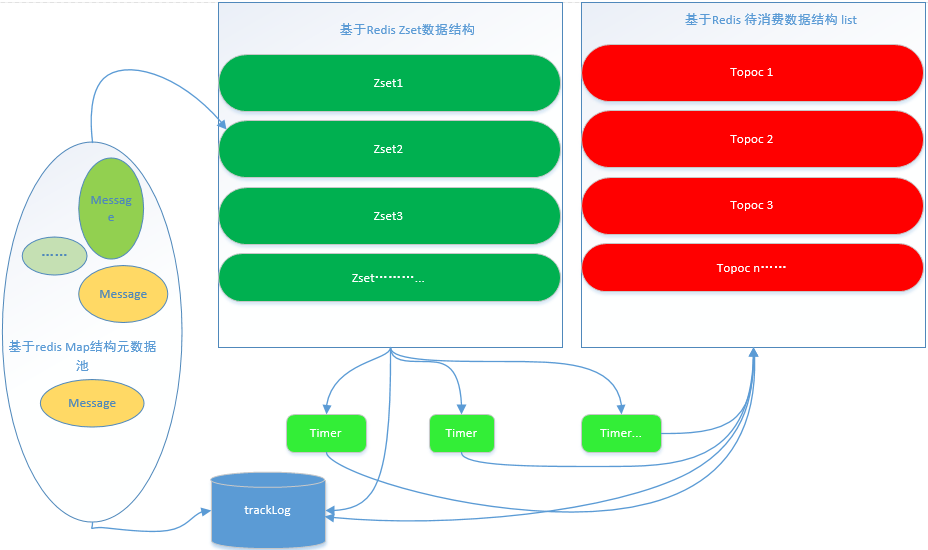 基于Redis Zset数据结构
Zset1
Zset2
Zset3
Zset………...
基于Redis 待消费数据结构 list
Topoc 1
Topoc 2
Topoc 3
Topoc n……
Messag
e
……
Message
基于redis Map结构元数据
池
Message
Timer
Timer
Timer...
trackLog